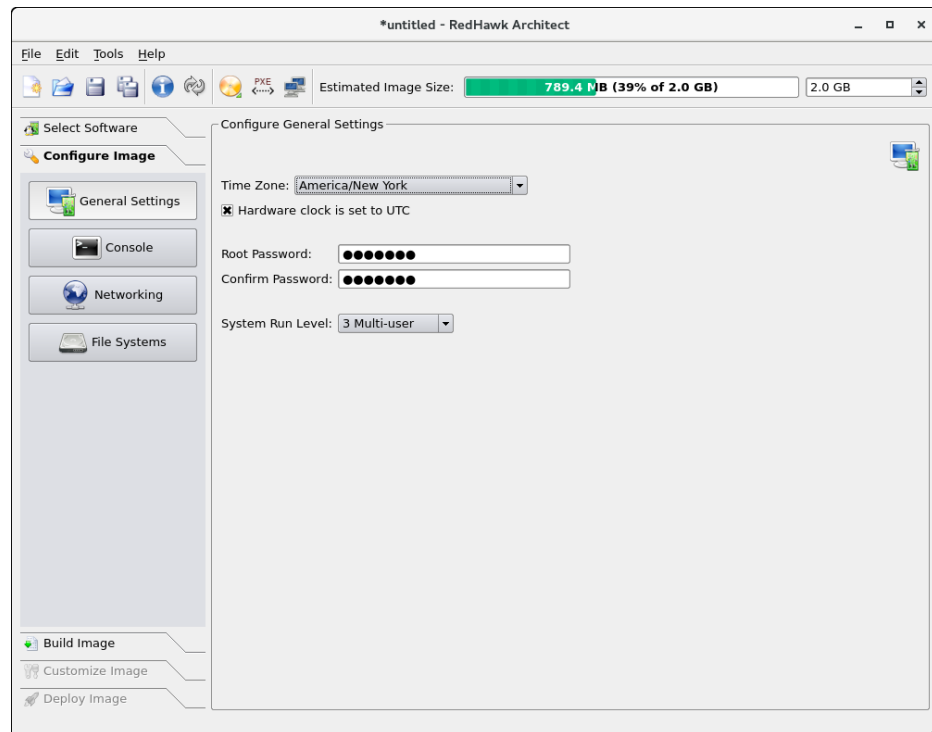 *untitled - RedHawk Architect
File Edit Tools Help
PXE
Estimated Image Size: 789.4 MB (39% of 2.0 GB) 2.0 GB
Select Software
Configure Image
General Settings
Console
Networking
File Systems
Build Image
Customize Image
Deploy Image
Configure General Settings
Time Zone: America/New York
Hardware clock is set to UTC
Root Password: ●●●●●●●
Confirm Password: ●●●●●●●
System Run Level: 3 Multi-user